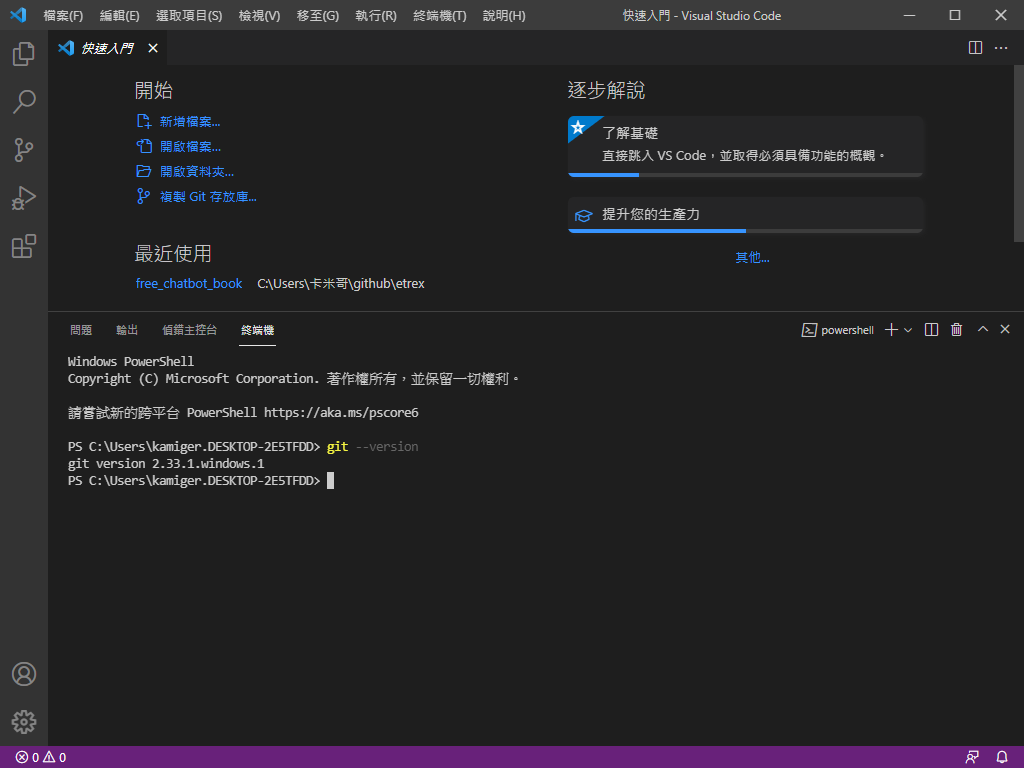 檔案(F) 編輯(E) 選取項目(S) 檢視(V) 移至(G) 執行(R) 終端機(T) 說明(H) 快速入門 - Visual Studio Code
快速入門
開始
新增檔案...
開啟檔案...
開啟資料夾...
複製 Git 存放庫...
最近使用
free_chatbot_book C:\Users\卡米哥\github\etrex
逐步解說
了解基礎
直接跳入 VS Code，並取得必須具備功能的概觀。
提升您的生產力
其他...
問題 輸出 偵錯主控台 終端機 powershell
Windows PowerShell
Copyright (C) Microsoft Corporation. 著作權所有，並保留一切權利。
請嘗試新的跨平台 PowerShell https://aka.ms/pscore6
PS C:\Users\kamiger.DESKTOP-2E5TFDD> git --version
git version 2.33.1.windows.1
PS C:\Users\kamiger.DESKTOP-2E5TFDD>
0 0